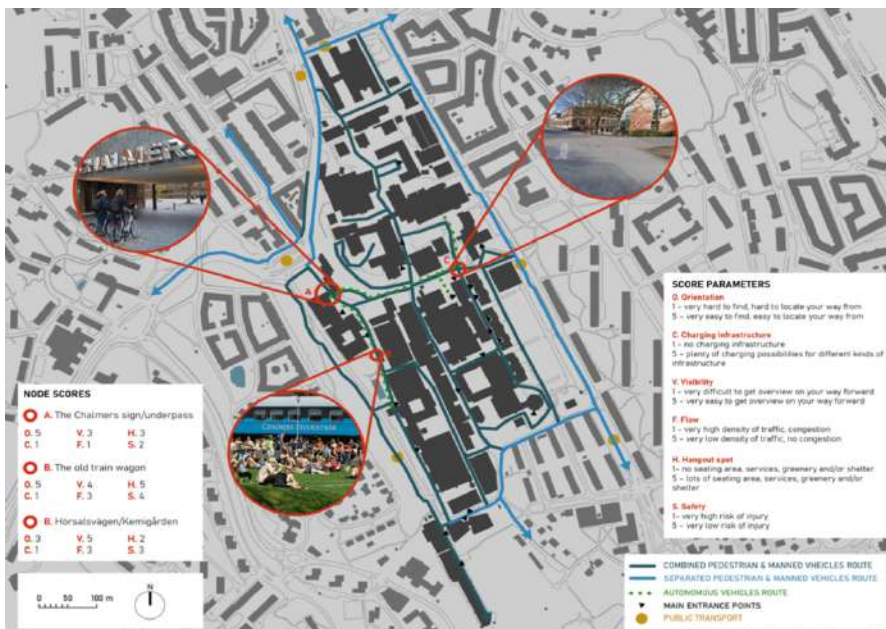 CHALMERS TEKNISKA
A
C
NODE SCORES
A. The Chalmers sign/underpass
O. 5 V. 3 H. 3
C. 1 F. 1 S. 2
B. The old train wagon
O. 5 V. 4 H. 5
C. 1 F. 3 S. 4
B. Hörsalsvägen/Kemigården
O. 3 V. 5 H. 2
C. 1 F. 3 S. 3
0 50 100 m
N
SCORE PARAMETERS
O. Orientation
1 - very hard to find, hard to locate your way from
5 - very easy to find, easy to locate your way from
C. Charging infrastructure
1 - no charging infrastructure
5 - plenty of charging possibilities for different kinds of
infrastructure
V. Visibility
1 - very difficult to get overview on your way forward
5 - very easy to get overview on your way forward
F. Flow
1 - very high density of traffic, congestion
5 - very low density of traffic, no congestion
H. Hangout spot
1- no seating area, services, greenery and/or shelter
5 - lots of seating area, services, greenery and/or
shelter
S. Safety
1- very high risk of injury
5 - very low risk of injury
COMBINED PEDESTRIAN & MANNED VHEICLES ROUTE
SEPARATED PEDESTRIAN & MANNED VEHICLES ROUTE
AUTONOMOUS VEHICLES ROUTE
MAIN ENTRANCE POINTS
PUBLIC TRANSPORT